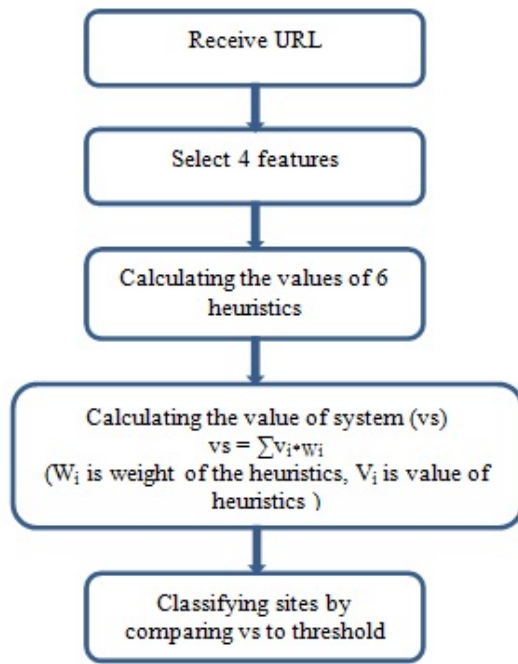 Receive URL
Select 4 features
Calculating the values of 6
heuristics
Calculating the value of system (vs)
vs = ∑vᵢ*wᵢ
(Wᵢ is weight of the heuristics, Vᵢ is value of
heuristics )
Classifying sites by
comparing vs to threshold